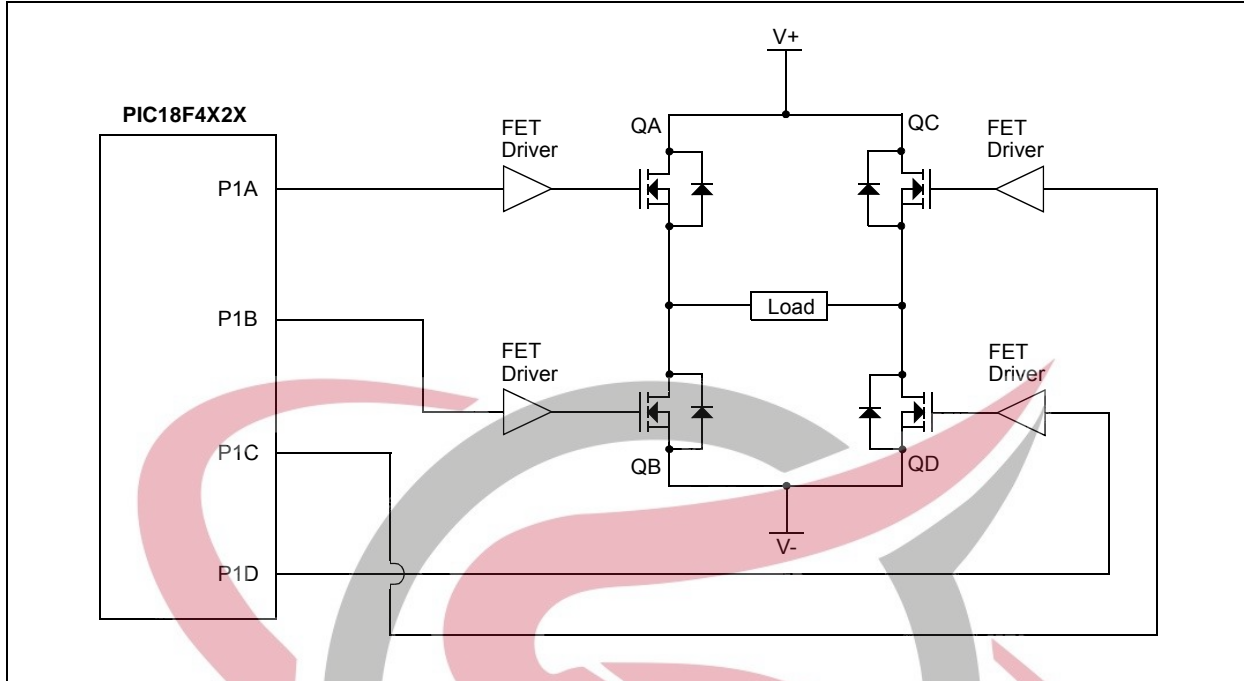 V+
PIC18F4X2X
FET
Driver
QA
QC
FET
Driver
P1A
Load
P1B
FET
Driver
FET
Driver
P1C
QB
QD
V-
P1D